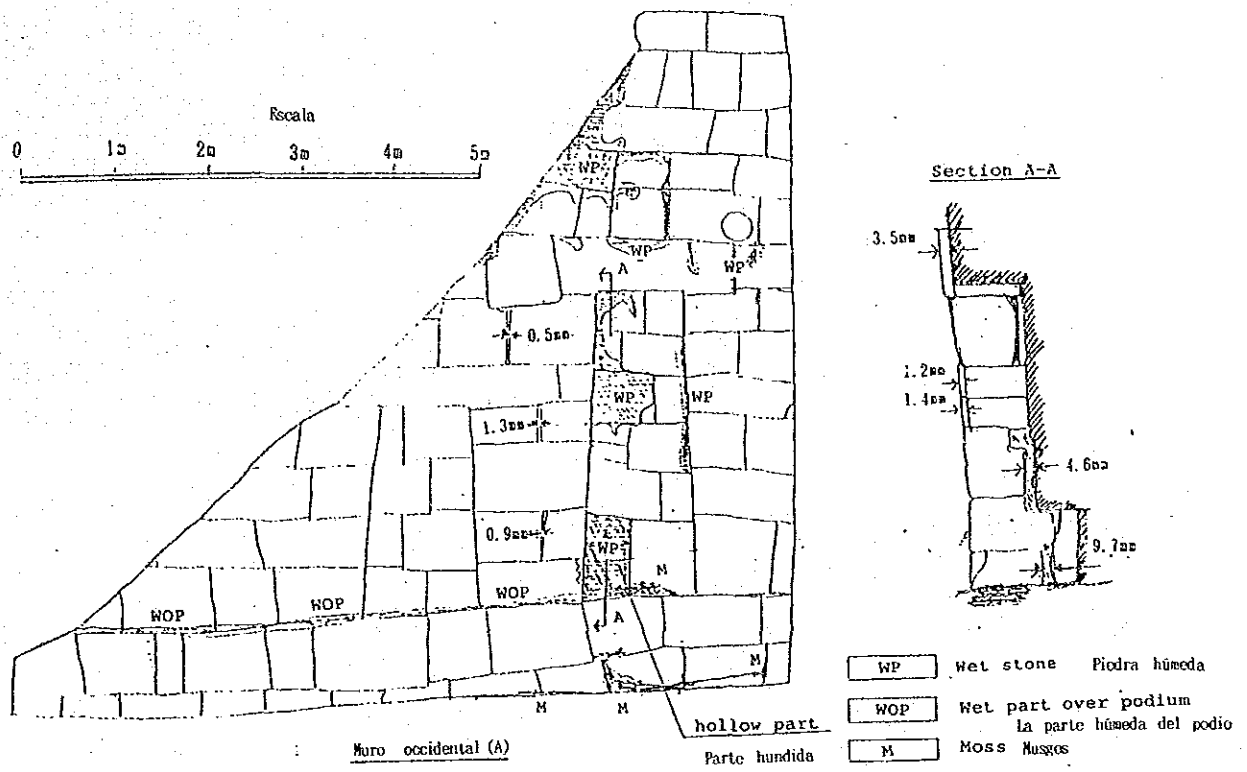 Escala
0 1m 2m 3m 4m 5m
WP
WP
WP
A
0.5mm
WP
WP
1.3mm
0.9mm
WP
M
WOP
WOP
WOP
A
M
M
M
hollow part
Parte hundida
Muro occidental (A)
Section A-A
3.5mm
1.2mm
1.4mm
4.6mm
9.7mm
WP Wet stone Piodra húmeda
WOP Wet part over podium
La parte húmeda del podio
M Moss Musgos